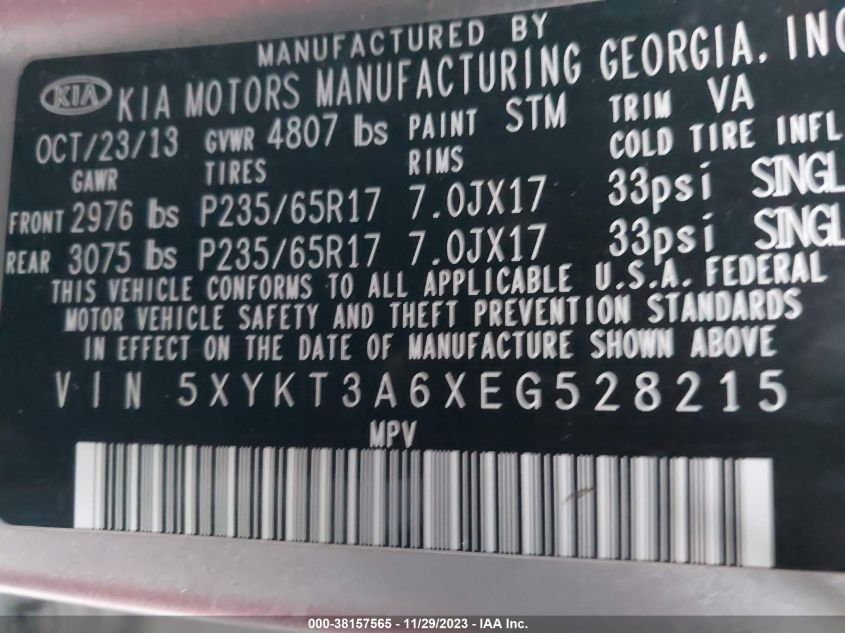 MANUFACTURED BY
KIA KIA MOTORS MANUFACTURING GEORGIA, INC
OCT/23/13 GVWR 4807 lbs PAINT STM TRIM VA
GAWR TIRES RIMS COLD TIRE INFL
FRONT 2976 lbs P235/65R17 7.0JX17 33psi SINGL
REAR 3075 lbs P235/65R17 7.0JX17 33psi SINGL
THIS VEHICLE CONFORMS TO ALL APPLICABLE U.S.A. FEDERAL
MOTOR VEHICLE SAFETY AND THEFT PREVENTION STANDARDS
IN EFFECT ON THE DATE OF MANUFACTURE SHOWN ABOVE
VIN 5XYKT3A6XEG528215
MPV
000-38157565 - 11/29/2023 - IAA Inc.